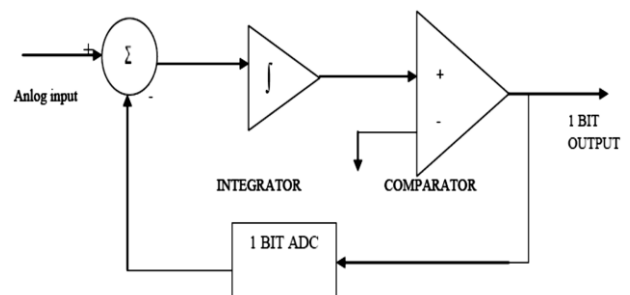 +
Σ
∫
+
Anlog input
-
-
1 BIT
OUTPUT
INTEGRATOR
COMPARATOR
1 BIT ADC